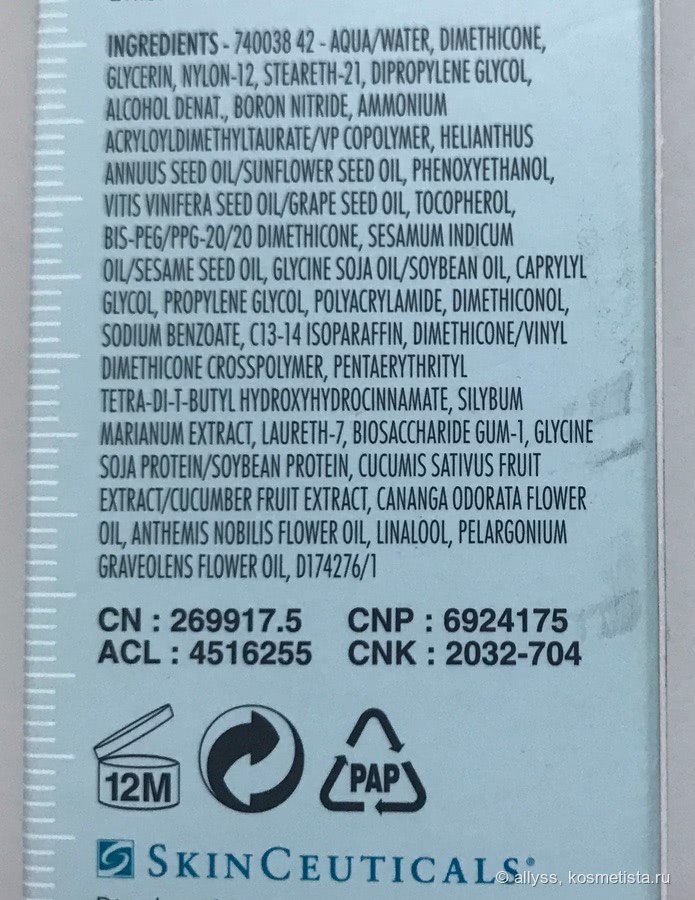 INGREDIENTS - 740038 42 - AQUA/WATER, DIMETHICONE,
GLYCERIN, NYLON-12, STEARETH-21, DIPROPYLENE GLYCOL,
ALCOHOL DENAT., BORON NITRIDE, AMMONIUM
ACRYLOYLDIMETHYLTAURATE/VP COPOLYMER, HELIANTHUS
ANNUUS SEED OIL/SUNFLOWER SEED OIL, PHENOXYETHANOL,
VITIS VINIFERA SEED OIL/GRAPE SEED OIL, TOCOPHEROL,
BIS-PEG/PPG-20/20 DIMETHICONE, SESAMUM INDICUM
OIL/SESAME SEED OIL, GLYCINE SOJA OIL/SOYBEAN OIL, CAPRYLYL
GLYCOL, PROPYLENE GLYCOL, POLYACRYLAMIDE, DIMETHICONOL,
SODIUM BENZOATE, C13-14 ISOPARAFFIN, DIMETHICONE/VINYL
DIMETHICONE CROSSPOLYMER, PENTAERYTHRITYL
TETRA-DI-T-BUTYL HYDROXYHYDROCINNAMATE, SILYBUM
MARIANUM EXTRACT, LAURETH-7, BIOSACCHARIDE GUM-1, GLYCINE
SOJA PROTEIN/SOYBEAN PROTEIN, CUCUMIS SATIVUS FRUIT
EXTRACT/CUCUMBER FRUIT EXTRACT, CANANGA ODORATA FLOWER
OIL, ANTHEMIS NOBILIS FLOWER OIL, LINALOOL, PELARGONIUM
GRAVEOLENS FLOWER OIL, D174276/1
CN : 269917.5 CNP : 6924175
ACL : 4516255 CNK : 2032-704
12M PAP
SKINCEUTICALS®
© allyss, kosmetista.ru